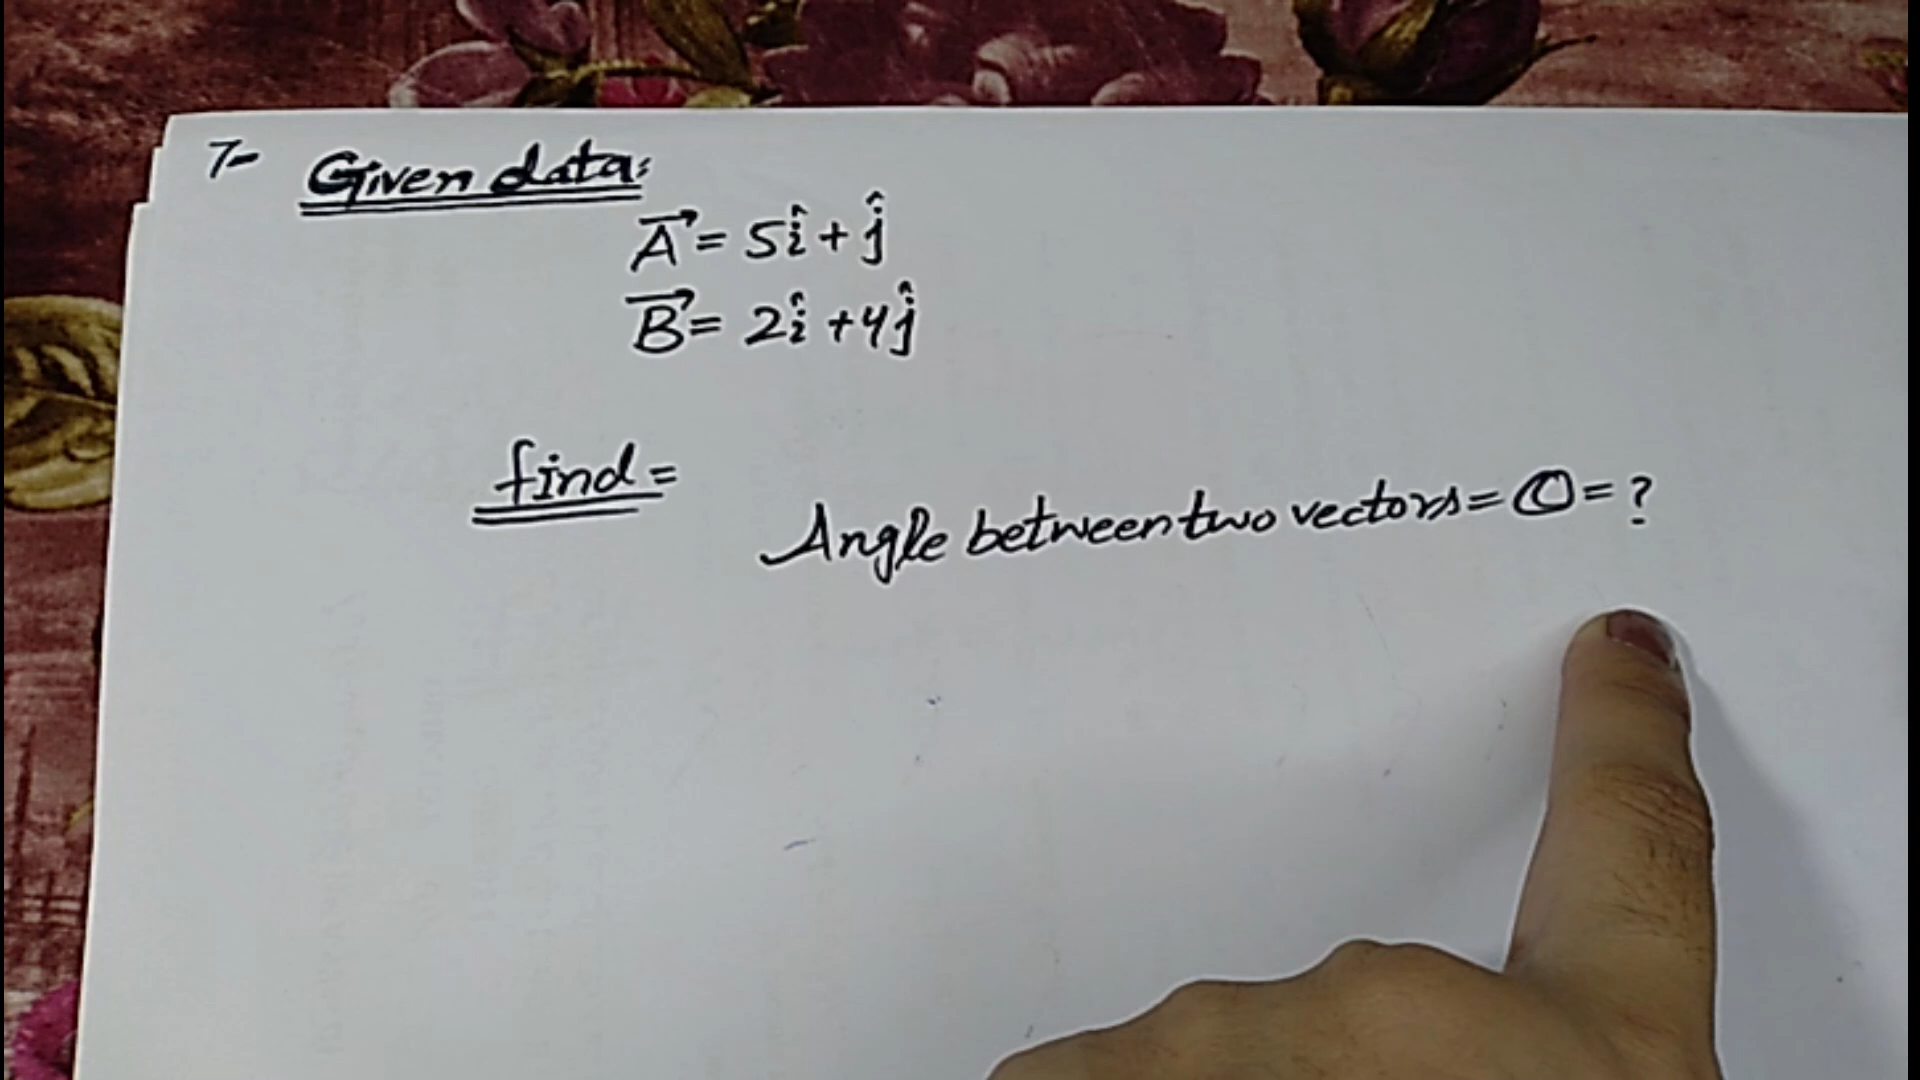 7- Given data:
A⃗ = 5î + ĵ
B⃗ = 2î + 4ĵ
find =
Angle between two vectors = Θ = ?